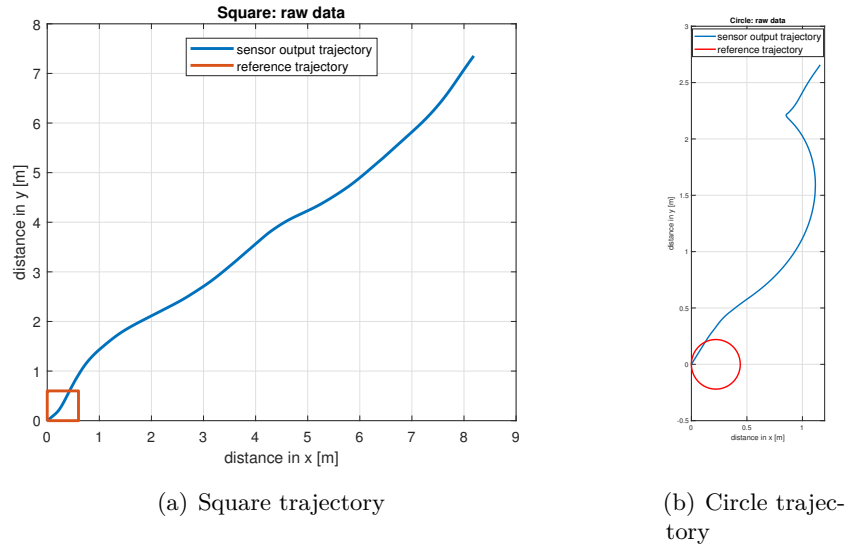 Square: raw data
8
7
6
5
4
3
2
1
0
distance in y [m]
sensor output trajectory
reference trajectory
0 1 2 3 4 5 6 7 8 9
distance in x [m]
(a) Square trajectory
Circle: raw data
3
2.5
2
1.5
1
0.5
0
-0.5
distance in y [m]
sensor output trajectory
reference trajectory
0 0.5 1
distance in x [m]
(b) Circle trajec-
tory